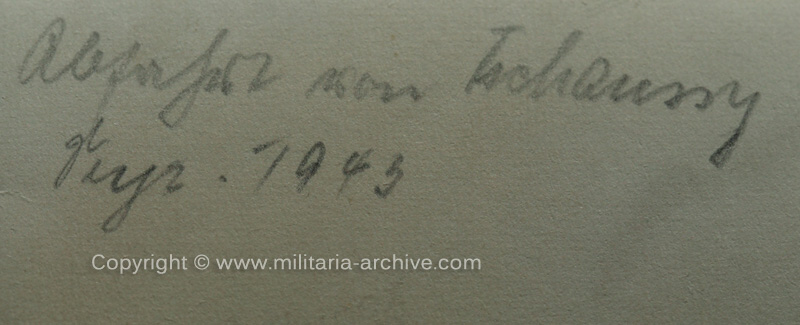 Abfahrt von Tschaussy
1943
Copyright © www.militaria-archive.com